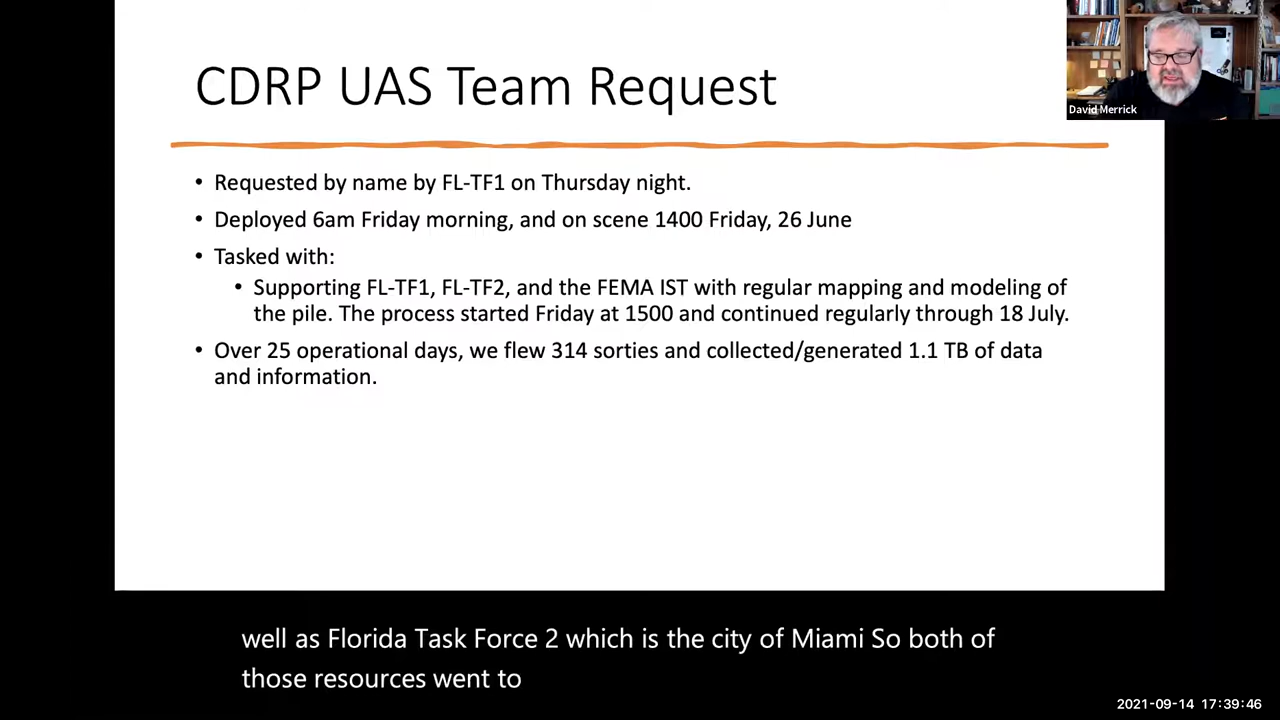 CDRP UAS Team Request
David Merrick
• Requested by name by FL-TF1 on Thursday night.
• Deployed 6am Friday morning, and on scene 1400 Friday, 26 June
• Tasked with:
• Supporting FL-TF1, FL-TF2, and the FEMA IST with regular mapping and modeling of
the pile. The process started Friday at 1500 and continued regularly through 18 July.
• Over 25 operational days, we flew 314 sorties and collected/generated 1.1 TB of data
and information.
well as Florida Task Force 2 which is the city of Miami So both of
those resources went to
2021-09-14 17:39:46